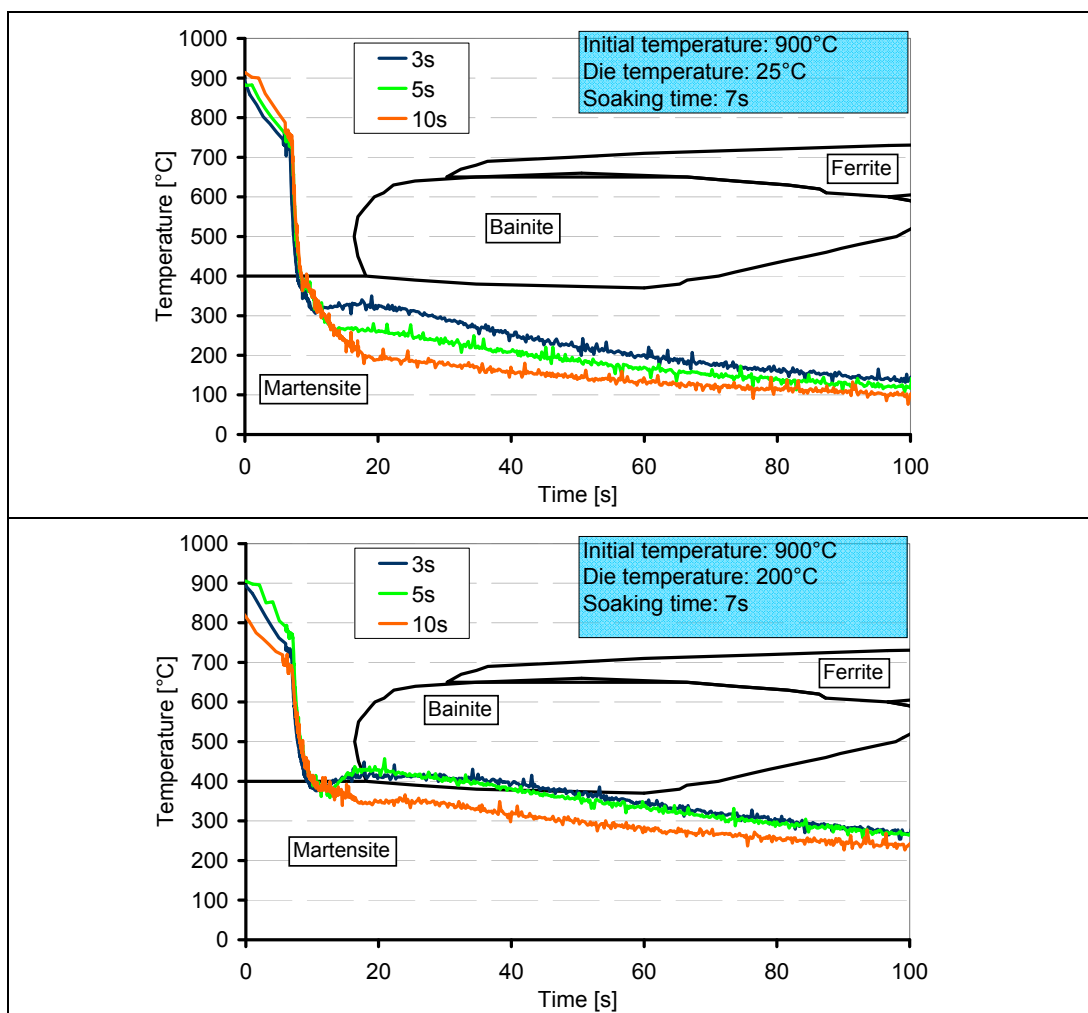 1000
900
800
700
600
500
400
300
200
100
0
Temperature [°C]
3s
5s
10s
Initial temperature: 900°C
Die temperature: 25°C
Soaking time: 7s
Ferrite
Bainite
Martensite
0 20 40 60 80 100
Time [s]
1000
900
800
700
600
500
400
300
200
100
0
Temperature [°C]
3s
5s
10s
Initial temperature: 900°C
Die temperature: 200°C
Soaking time: 7s
Ferrite
Bainite
Martensite
0 20 40 60 80 100
Time [s]